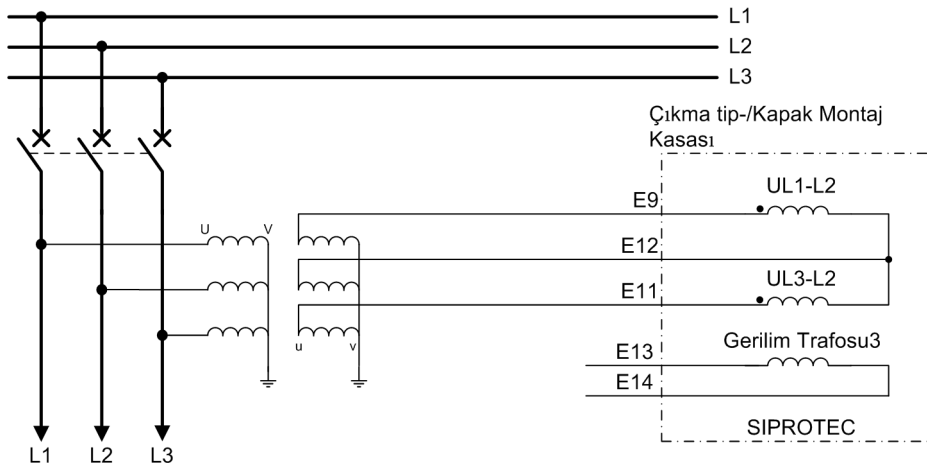 L1
L2
L3
Çıkma tip-/Kapak Montaj
Kasası
UL1-L2
E9
U
V
E12
UL3-L2
E11
u
v
Gerilim Trafosu3
E13
E14
SIPROTEC
L1
L2
L3